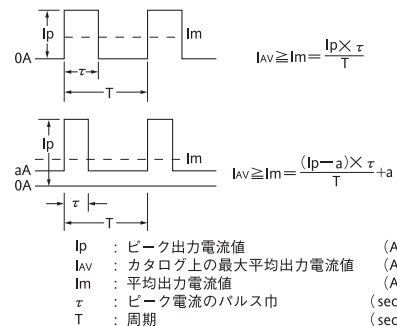 Ip
Im
0A
τ
T
IAV≧Im=Ip×τ/T
Ip
Im
aA
0A
τ
T
IAV≧Im=(Ip−a)×τ/T+a
Ip : ピーク出力電流値 (A
IAV : カタログ上の最大平均出力電流値 (A
Im : 平均出力電流値 (A
τ : ピーク電流のパルス巾 (sec
T : 周期 (sec